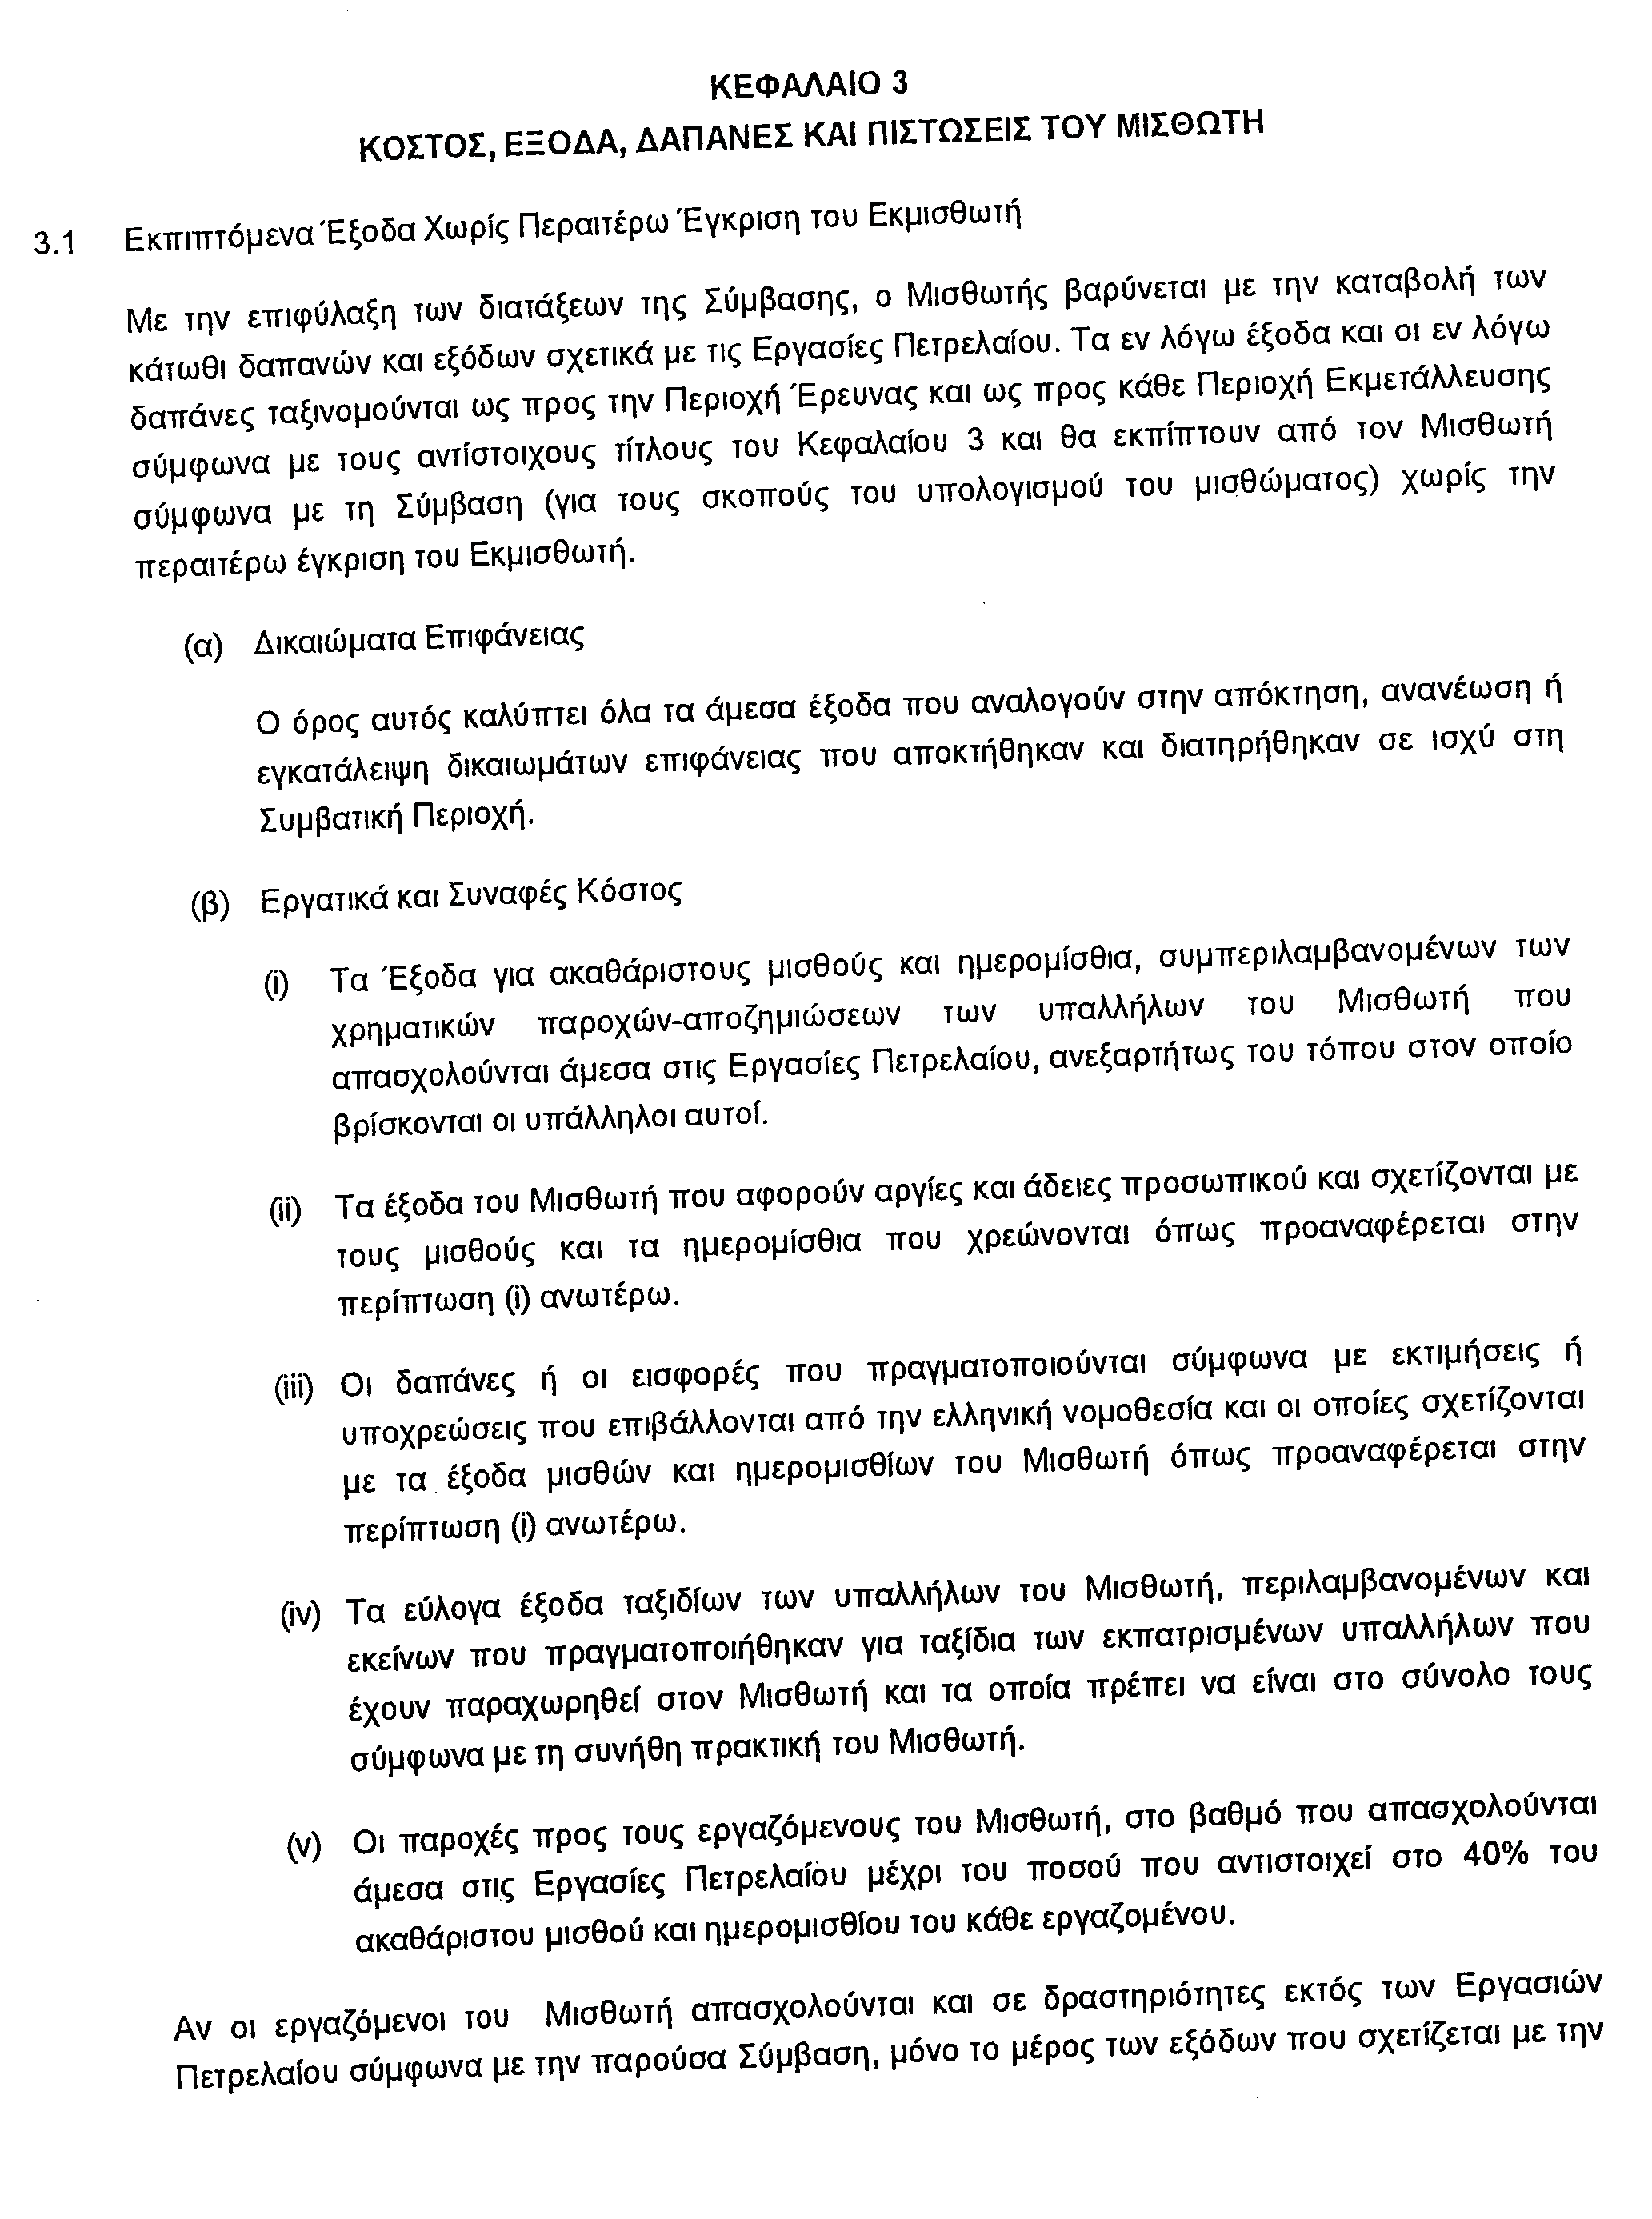 ΚΕΦΑΛΑΙΟ 3
ΚΟΣΤΟΣ, ΕΞΟΔΑ, ΔΑΠΑΝΕΣ ΚΑΙ ΠΙΣΤΩΣΕΙΣ ΤΟΥ ΜΙΣΘΩΤΗ
3.1 Εκπιπτόμενα Έξοδα Χωρίς Περαιτέρω Έγκριση του Εκμισθωτή
Με την επιφύλαξη των διατάξεων της Σύμβασης, ο Μισθωτής βαρύνεται με την καταβολή των
κάτωθι δαπανών και εξόδων σχετικά με τις Εργασίες Πετρελαίου. Τα εν λόγω έξοδα και οι εν λόγω
δαπάνες ταξινομούνται ως προς την Περιοχή Έρευνας και ως προς κάθε Περιοχή Εκμετάλλευσης
σύμφωνα με τους αντίστοιχους τίτλους του Κεφαλαίου 3 και θα εκπίπτουν από τον Μισθωτή
σύμφωνα με τη Σύμβαση (για τους σκοπούς του υπολογισμού του μισθώματος) χωρίς την
περαιτέρω έγκριση του Εκμισθωτή.
(α) Δικαιώματα Επιφάνειας
Ο όρος αυτός καλύπτει όλα τα άμεσα έξοδα που αναλογούν στην απόκτηση, ανανέωση ή
εγκατάλειψη δικαιωμάτων επιφάνειας που αποκτήθηκαν και διατηρήθηκαν σε ισχύ στη
Συμβατική Περιοχή.
(β) Εργατικά και Συναφές Κόστος
(i) Τα Έξοδα για ακαθάριστους μισθούς και ημερομίσθια, συμπεριλαμβανομένων των
χρηματικών παροχών-αποζημιώσεων των υπαλλήλων του Μισθωτή που
απασχολούνται άμεσα στις Εργασίες Πετρελαίου, ανεξαρτήτως του τόπου στον οποίο
βρίσκονται οι υπάλληλοι αυτοί.
(ii) Τα έξοδα του Μισθωτή που αφορούν αργίες και άδειες προσωπικού και σχετίζονται με
τους μισθούς και τα ημερομίσθια που χρεώνονται όπως προαναφέρεται στην
περίπτωση (i) ανωτέρω.
(iii) Οι δαπάνες ή οι εισφορές που πραγματοποιούνται σύμφωνα με εκτιμήσεις ή
υποχρεώσεις που επιβάλλονται από την ελληνική νομοθεσία και οι οποίες σχετίζονται
με τα έξοδα μισθών και ημερομισθίων του Μισθωτή όπως προαναφέρεται στην
περίπτωση (i) ανωτέρω.
(iv) Τα εύλογα έξοδα ταξιδίων των υπαλλήλων του Μισθωτή, περιλαμβανομένων και
εκείνων που πραγματοποιήθηκαν για ταξίδια των εκπατρισμένων υπαλλήλων που
έχουν παραχωρηθεί στον Μισθωτή και τα οποία πρέπει να είναι στο σύνολο τους
σύμφωνα με τη συνήθη πρακτική του Μισθωτή.
(v) Οι παροχές προς τους εργαζόμενους του Μισθωτή, στο βαθμό που απασχολούνται
άμεσα στις Εργασίες Πετρελαίου μέχρι του ποσού που αντιστοιχεί στο 40% του
ακαθάριστου μισθού και ημερομισθίου του κάθε εργαζομένου.
Αν οι εργαζόμενοι του Μισθωτή απασχολούνται και σε δραστηριότητες εκτός των Εργασιών
Πετρελαίου σύμφωνα με την παρούσα Σύμβαση, μόνο το μέρος των εξόδων που σχετίζεται με την